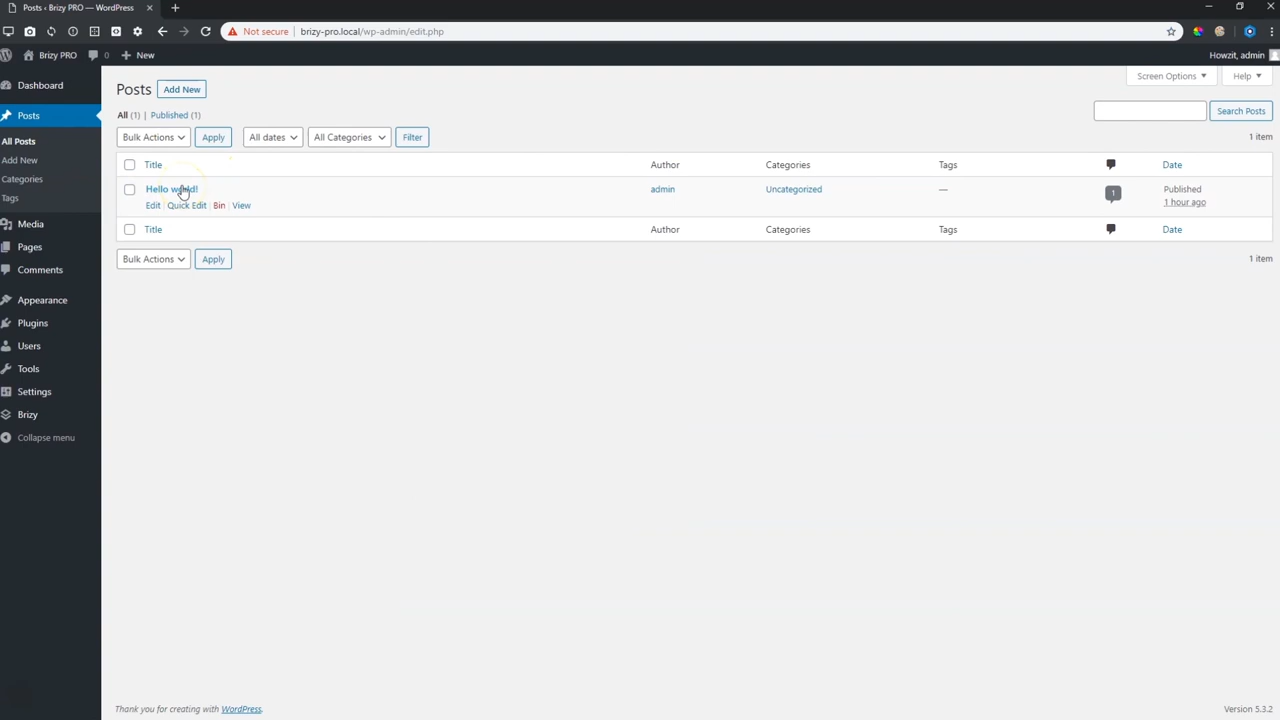 Posts ‹ Brizy PRO — WordPress
Not secure | brizy-pro.local/wp-admin/edit.php
Brizy PRO 0 New Howzit, admin
Dashboard
Posts
All Posts
Add New
Categories
Tags
Media
Pages
Comments
Appearance
Plugins
Users
Tools
Settings
Brizy
Collapse menu
Screen Options Help
Posts Add New
All (1) | Published (1)
Search Posts
Bulk Actions Apply All dates All Categories Filter 1 item
Title Author Categories Tags Date
Hello world! admin Uncategorized — 1 Published
1 hour ago
Edit | Quick Edit | Bin | View
Title Author Categories Tags Date
Bulk Actions Apply 1 item
Thank you for creating with WordPress. Version 5.3.2